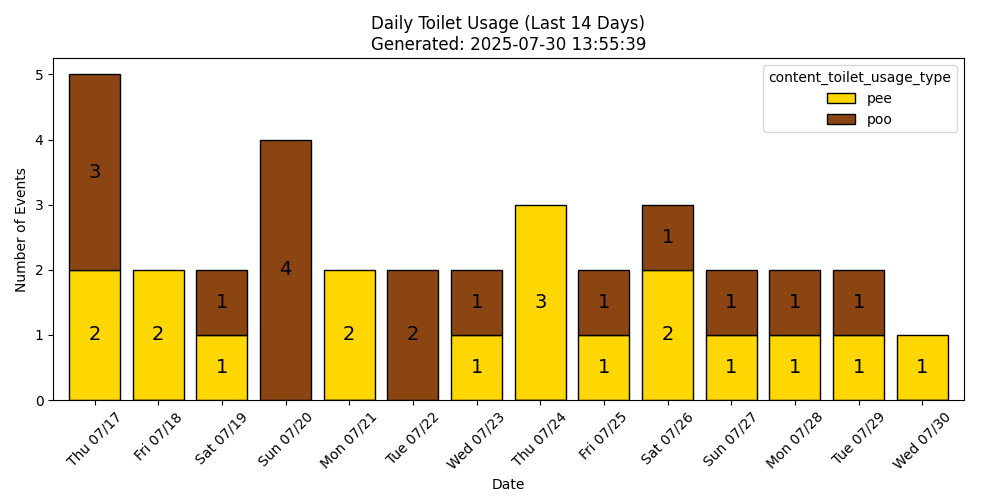 Daily Toilet Usage (Last 14 Days)
Generated: 2025-07-30 13:55:39
content_toilet_usage_type
pee
poo
Number of Events
5
4
3
2
1
0
3
2
2
1
1
4
2
2
1
1
3
1
1
1
2
1
1
1
1
1
1
1
Thu 07/17
Fri 07/18
Sat 07/19
Sun 07/20
Mon 07/21
Tue 07/22
Wed 07/23
Thu 07/24
Fri 07/25
Sat 07/26
Sun 07/27
Mon 07/28
Tue 07/29
Wed 07/30
Date